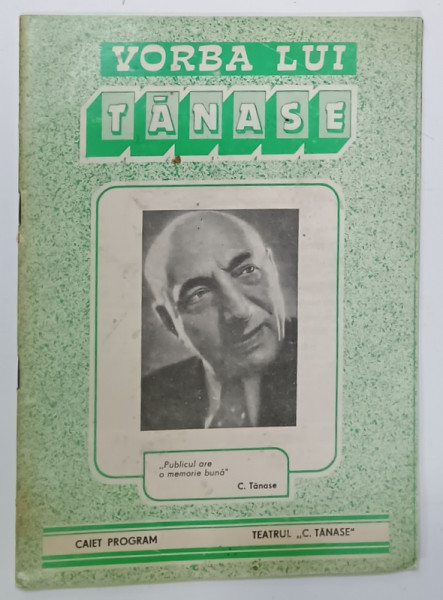 VORBA LUI
TĂNASE
„Publicul are
o memorie bună"
C. Tănase
CAIET PROGRAM
TEATRUL „C. TĂNASE"